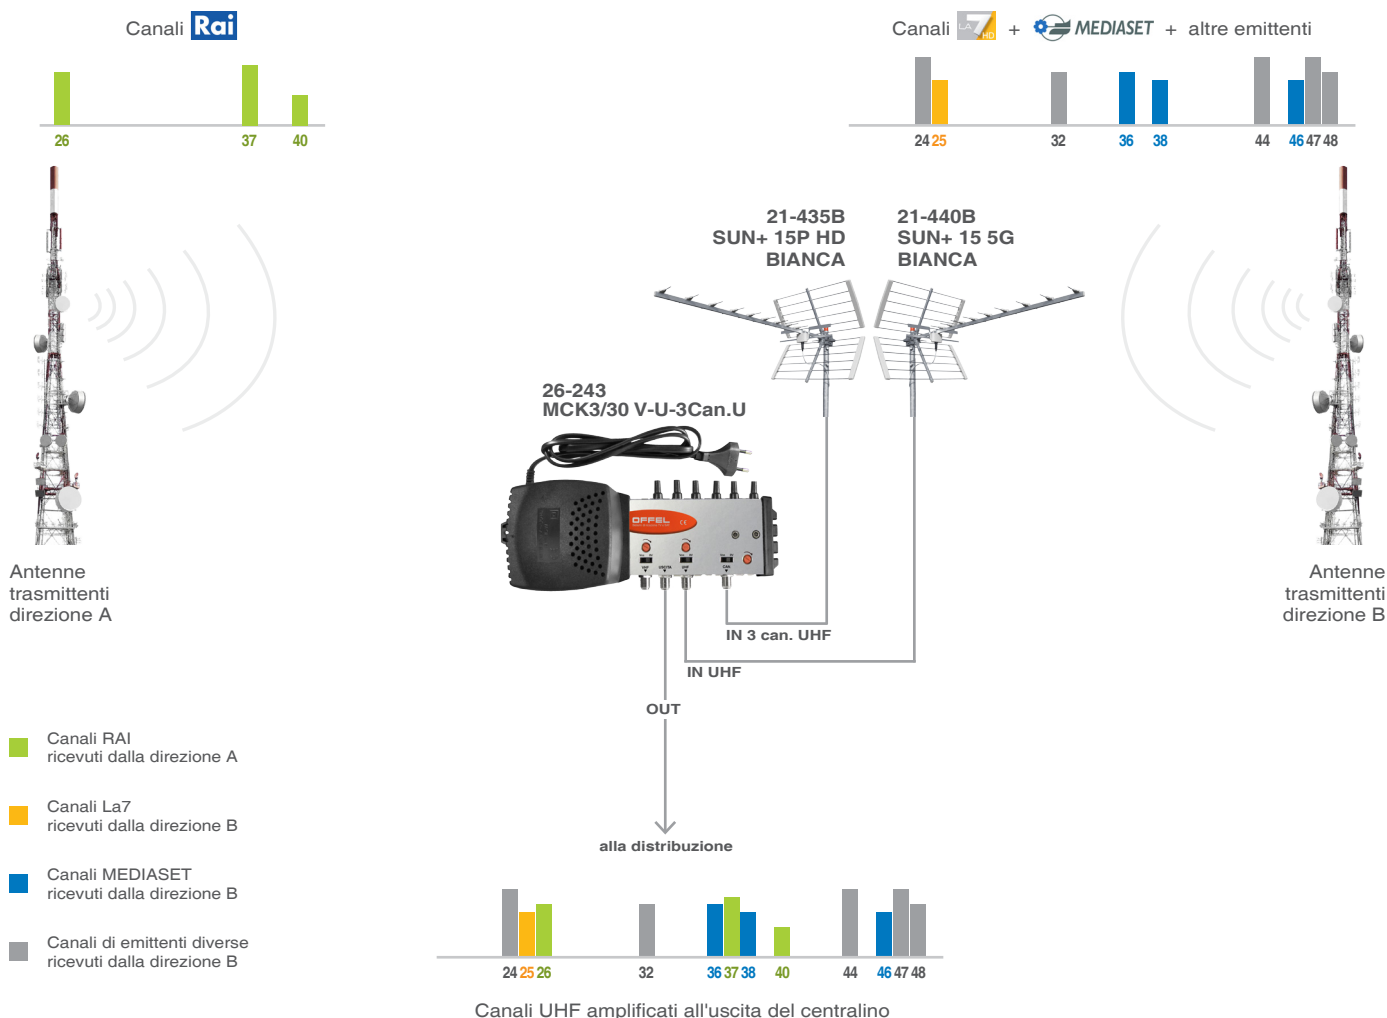 Canali Rai
Canali LA 7 HD + MEDIASET + altre emittenti
26 37 40
24 25 32 36 38 44 46 47 48
21-435B
SUN+ 15P HD
BIANCA
21-440B
SUN+ 15 5G
BIANCA
26-243
MCK3/30 V-U-3Can.U
OFFEL
Antenne
trasmittenti
direzione A
Antenne
trasmittenti
direzione B
IN 3 can. UHF
IN UHF
OUT
alla distribuzione
Canali RAI
ricevuti dalla direzione A
Canali La7
ricevuti dalla direzione B
Canali MEDIASET
ricevuti dalla direzione B
Canali di emittenti diverse
ricevuti dalla direzione B
24 25 26 32 36 37 38 40 44 46 47 48
Canali UHF amplificati all'uscita del centralino